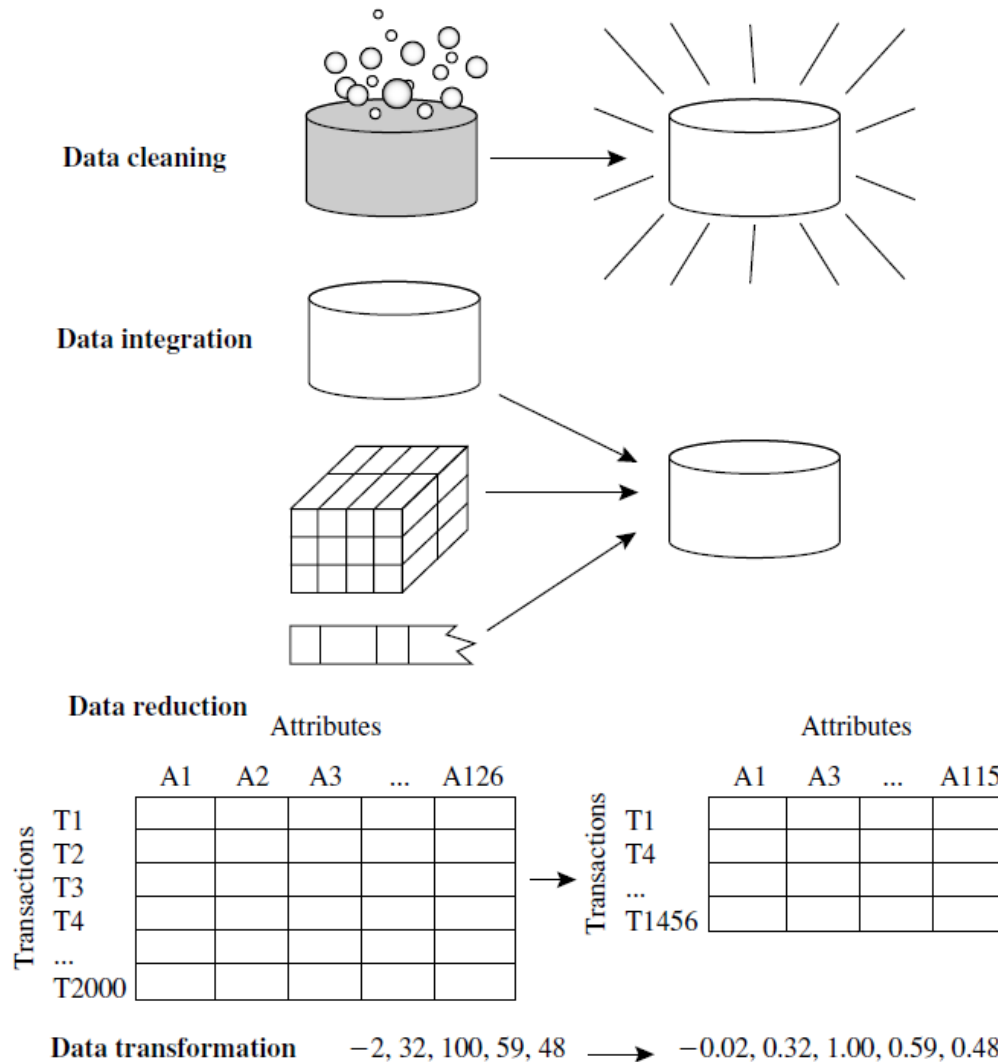 Data cleaning
Data integration
Data reduction
Attributes
A1 A2 A3 ... A126
Transactions
T1
T2
T3
T4
...
T2000
Attributes
A1 A3 ... A115
Transactions
T1
T4
...
T1456
Data transformation −2, 32, 100, 59, 48 −0.02, 0.32, 1.00, 0.59, 0.48